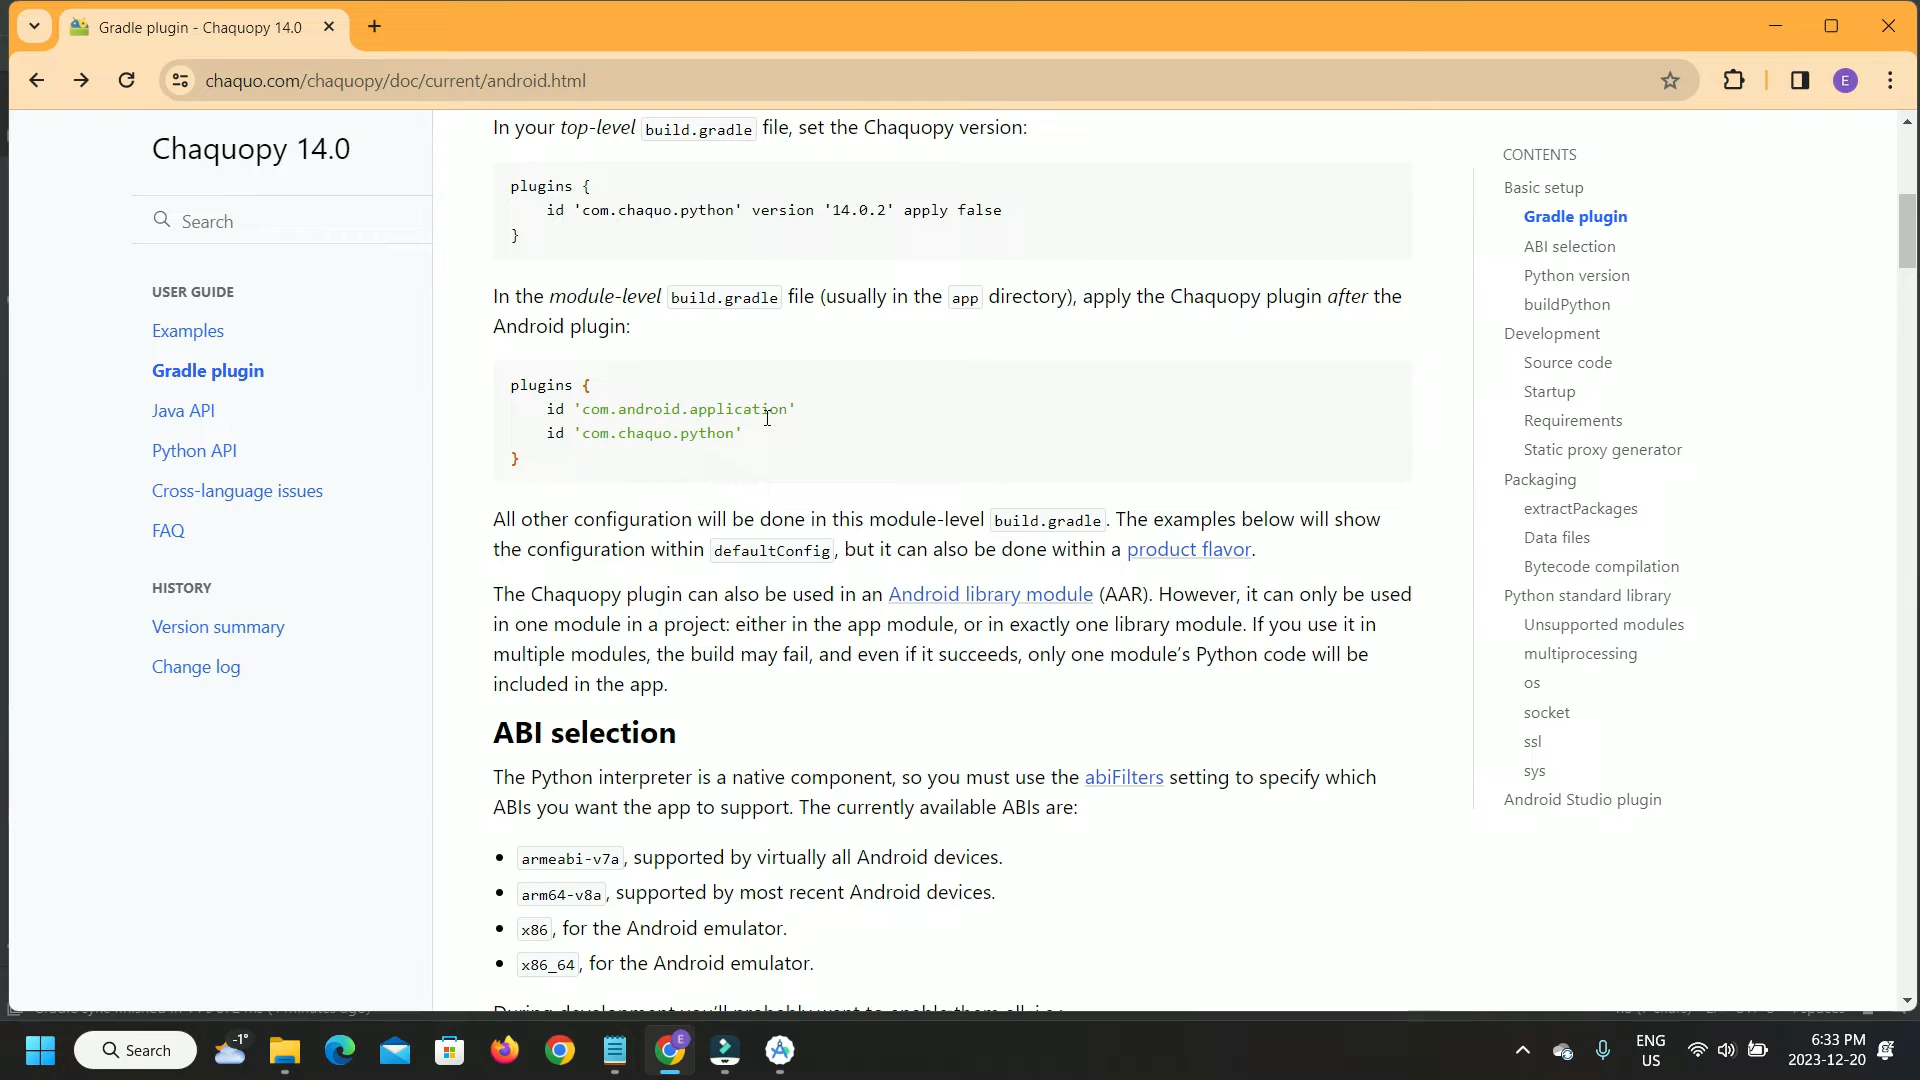 Gradle plugin - Chaquopy 14.0
chaquo.com/chaquopy/doc/current/android.html
E
Chaquopy 14.0
Search
USER GUIDE
Examples
Gradle plugin
Java API
Python API
Cross-language issues
FAQ
HISTORY
Version summary
Change log
In your top-level build.gradle file, set the Chaquopy version:
plugins {
id 'com.chaquo.python' version '14.0.2' apply false
}
In the module-level build.gradle file (usually in the app directory), apply the Chaquopy plugin after the
Android plugin:
plugins {
id 'com.android.application'
id 'com.chaquo.python'
}
All other configuration will be done in this module-level build.gradle. The examples below will show
the configuration within defaultConfig, but it can also be done within a product flavor.
The Chaquopy plugin can also be used in an Android library module (AAR). However, it can only be used
in one module in a project: either in the app module, or in exactly one library module. If you use it in
multiple modules, the build may fail, and even if it succeeds, only one module's Python code will be
included in the app.
ABI selection
The Python interpreter is a native component, so you must use the abiFilters setting to specify which
ABIs you want the app to support. The currently available ABIs are:
• armeabi-v7a, supported by virtually all Android devices.
• arm64-v8a, supported by most recent Android devices.
• x86, for the Android emulator.
• x86_64, for the Android emulator.
During development you'll probably want to enable them all, i.e.:
CONTENTS
Basic setup
Gradle plugin
ABI selection
Python version
buildPython
Development
Source code
Startup
Requirements
Static proxy generator
Packaging
extractPackages
Data files
Bytecode compilation
Python standard library
Unsupported modules
multiprocessing
os
socket
ssl
sys
Android Studio plugin
Search
-1°
E
ENG
US
6:33 PM
2023-12-20